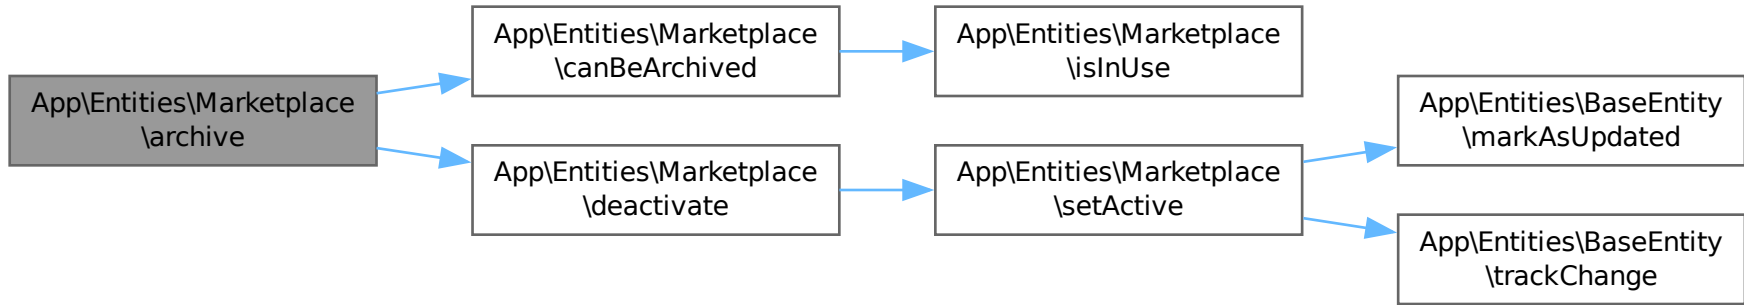 App\Entities\Marketplace
\archive
App\Entities\Marketplace
\canBeArchived
App\Entities\Marketplace
\isInUse
App\Entities\Marketplace
\deactivate
App\Entities\Marketplace
\setActive
App\Entities\BaseEntity
\markAsUpdated
App\Entities\BaseEntity
\trackChange